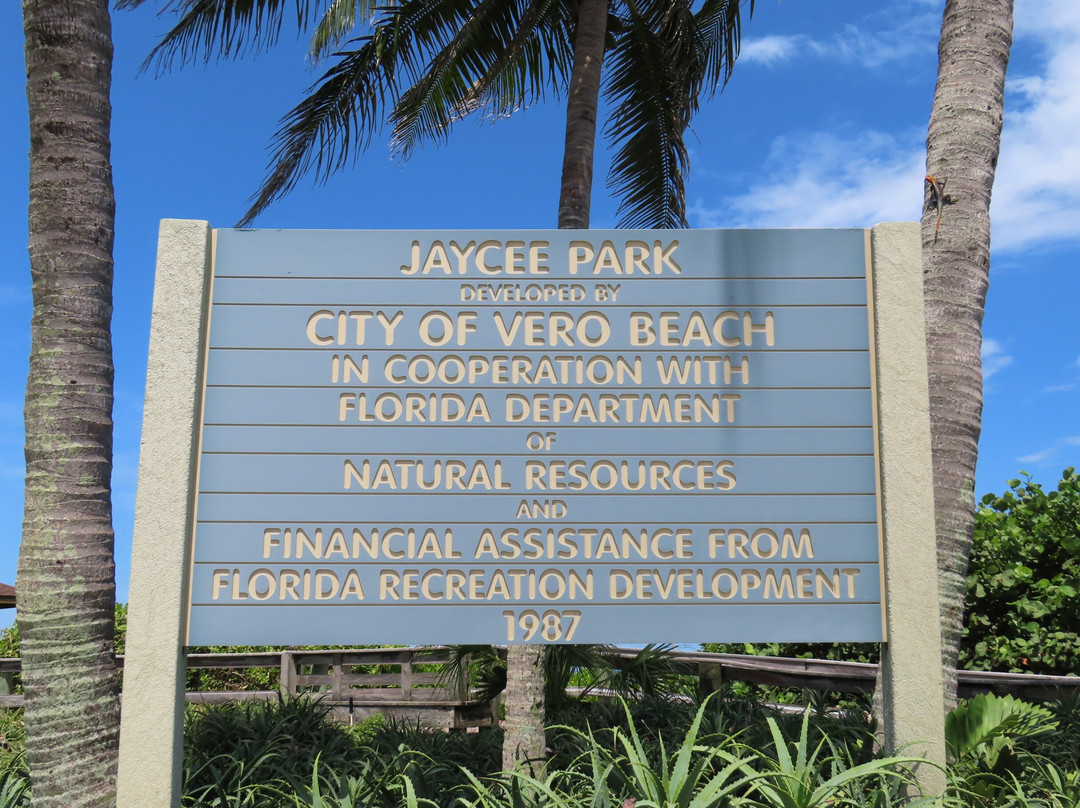 JAYCEE PARK
DEVELOPED BY
CITY OF VERO BEACH
IN COOPERATION WITH
FLORIDA DEPARTMENT
OF
NATURAL RESOURCES
AND
FINANCIAL ASSISTANCE FROM
FLORIDA RECREATION DEVELOPMENT
1987